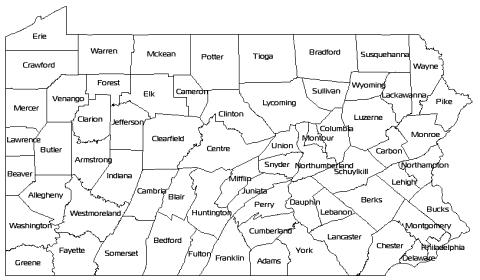 Erie
Warren
Mckean
Potter
Tioga
Bradford
Susquehanna
Wayne
Crawford
Forest
Elk
Cameron
Sullivan
Wyoming
Lackawanna
Pike
Mercer
Venango
Clarion
Jefferson
Clinton
Lycoming
Luzerne
Monroe
Lawrence
Butler
Clearfield
Centre
Union
Montour
Columbia
Carbon
Northampton
Beaver
Armstrong
Indiana
Cambria
Blair
Mifflin
Snyder
Northumberland
Schuylkill
Lehigh
Allegheny
Westmoreland
Huntington
Juniata
Perry
Dauphin
Lebanon
Berks
Bucks
Montgomery
Washington
Fayette
Somerset
Bedford
Fulton
Franklin
Cumberland
Adams
York
Lancaster
Chester
Philadelphia
Delaware
Greene